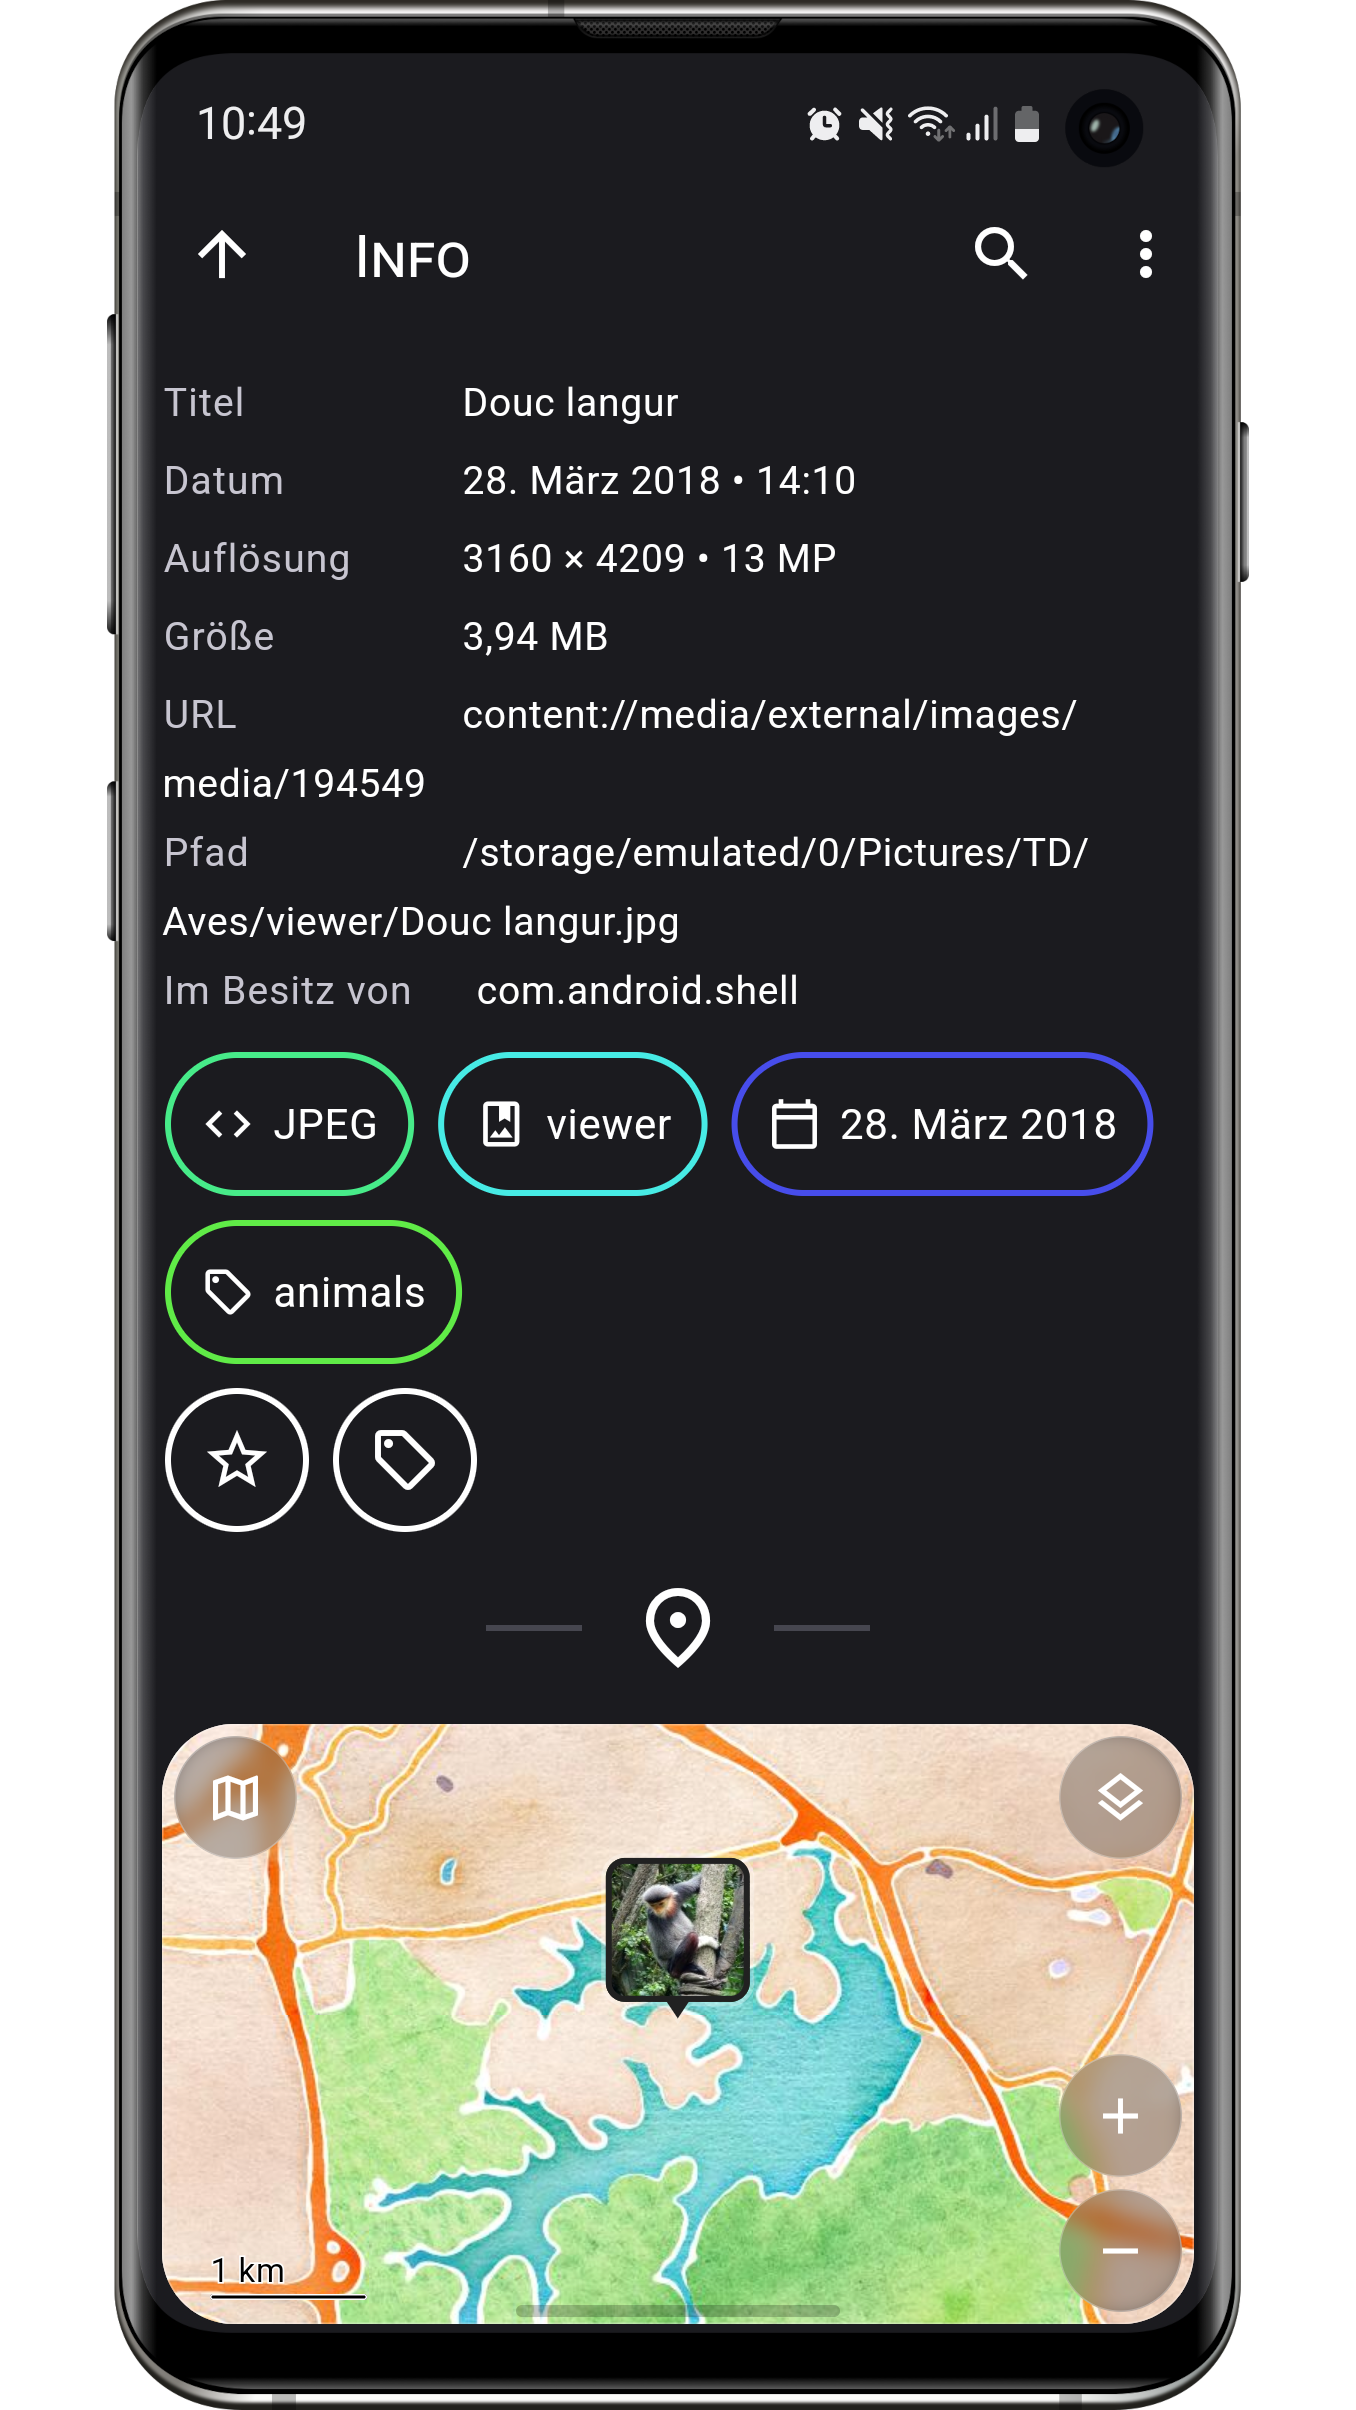 10:49
INFO
Titel Douc langur
Datum 28. März 2018 • 14:10
Auflösung 3160 × 4209 • 13 MP
Größe 3,94 MB
URL content://media/external/images/
media/194549
Pfad /storage/emulated/0/Pictures/TD/
Aves/viewer/Douc langur.jpg
Im Besitz von com.android.shell
JPEG viewer 28. März 2018
animals
1 km